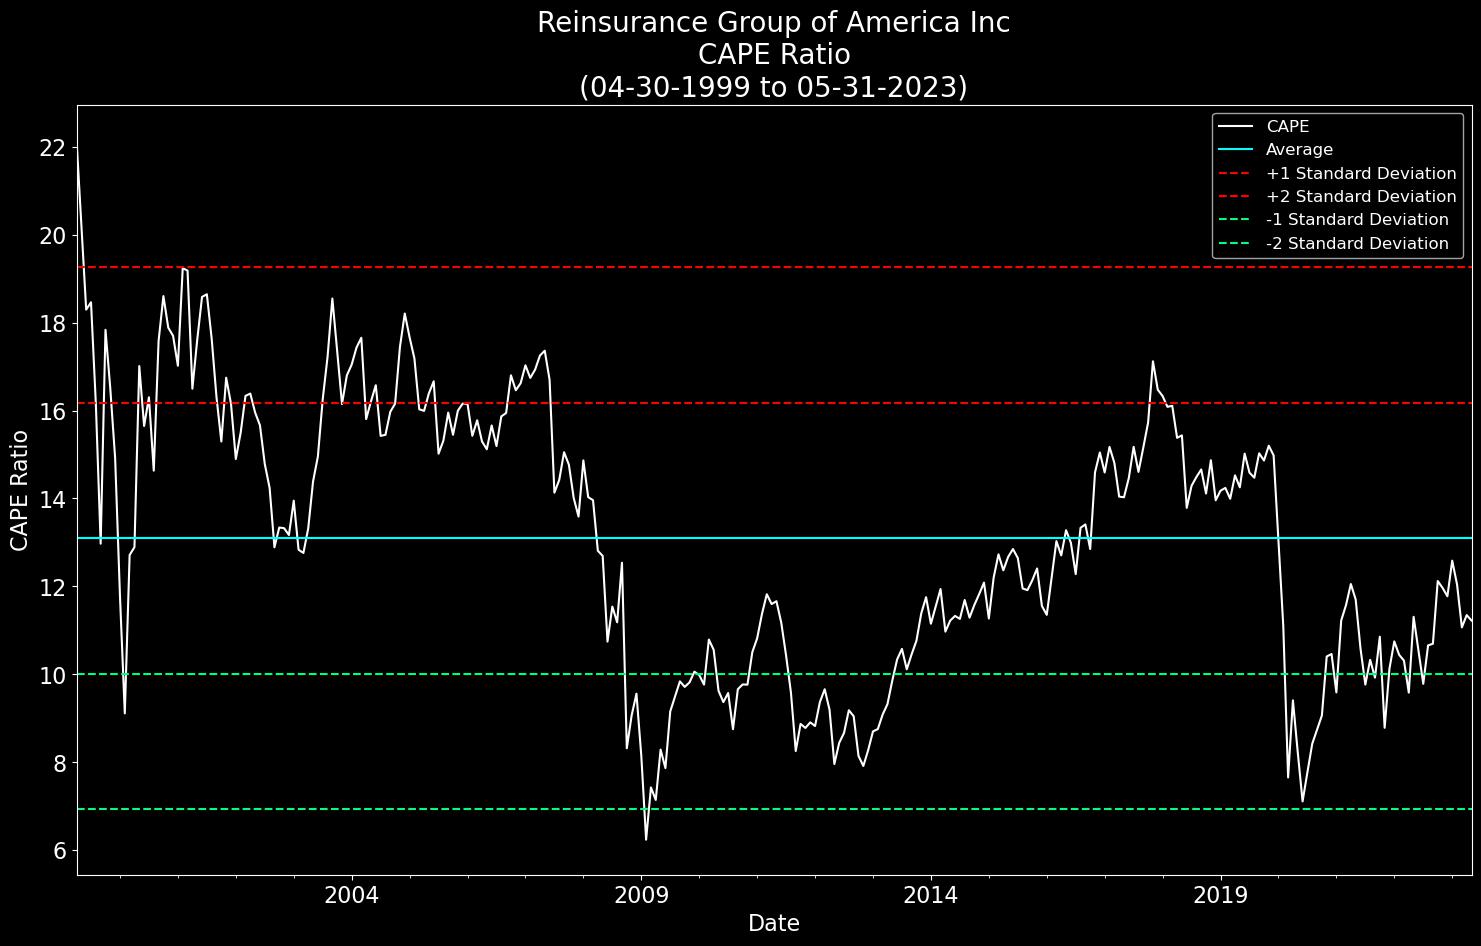 Reinsurance Group of America Inc
CAPE Ratio
(04-30-1999 to 05-31-2023)
CAPE
Average
+1 Standard Deviation
+2 Standard Deviation
-1 Standard Deviation
-2 Standard Deviation
CAPE Ratio
22
20
18
16
14
12
10
8
6
2004
2009
2014
2019
Date